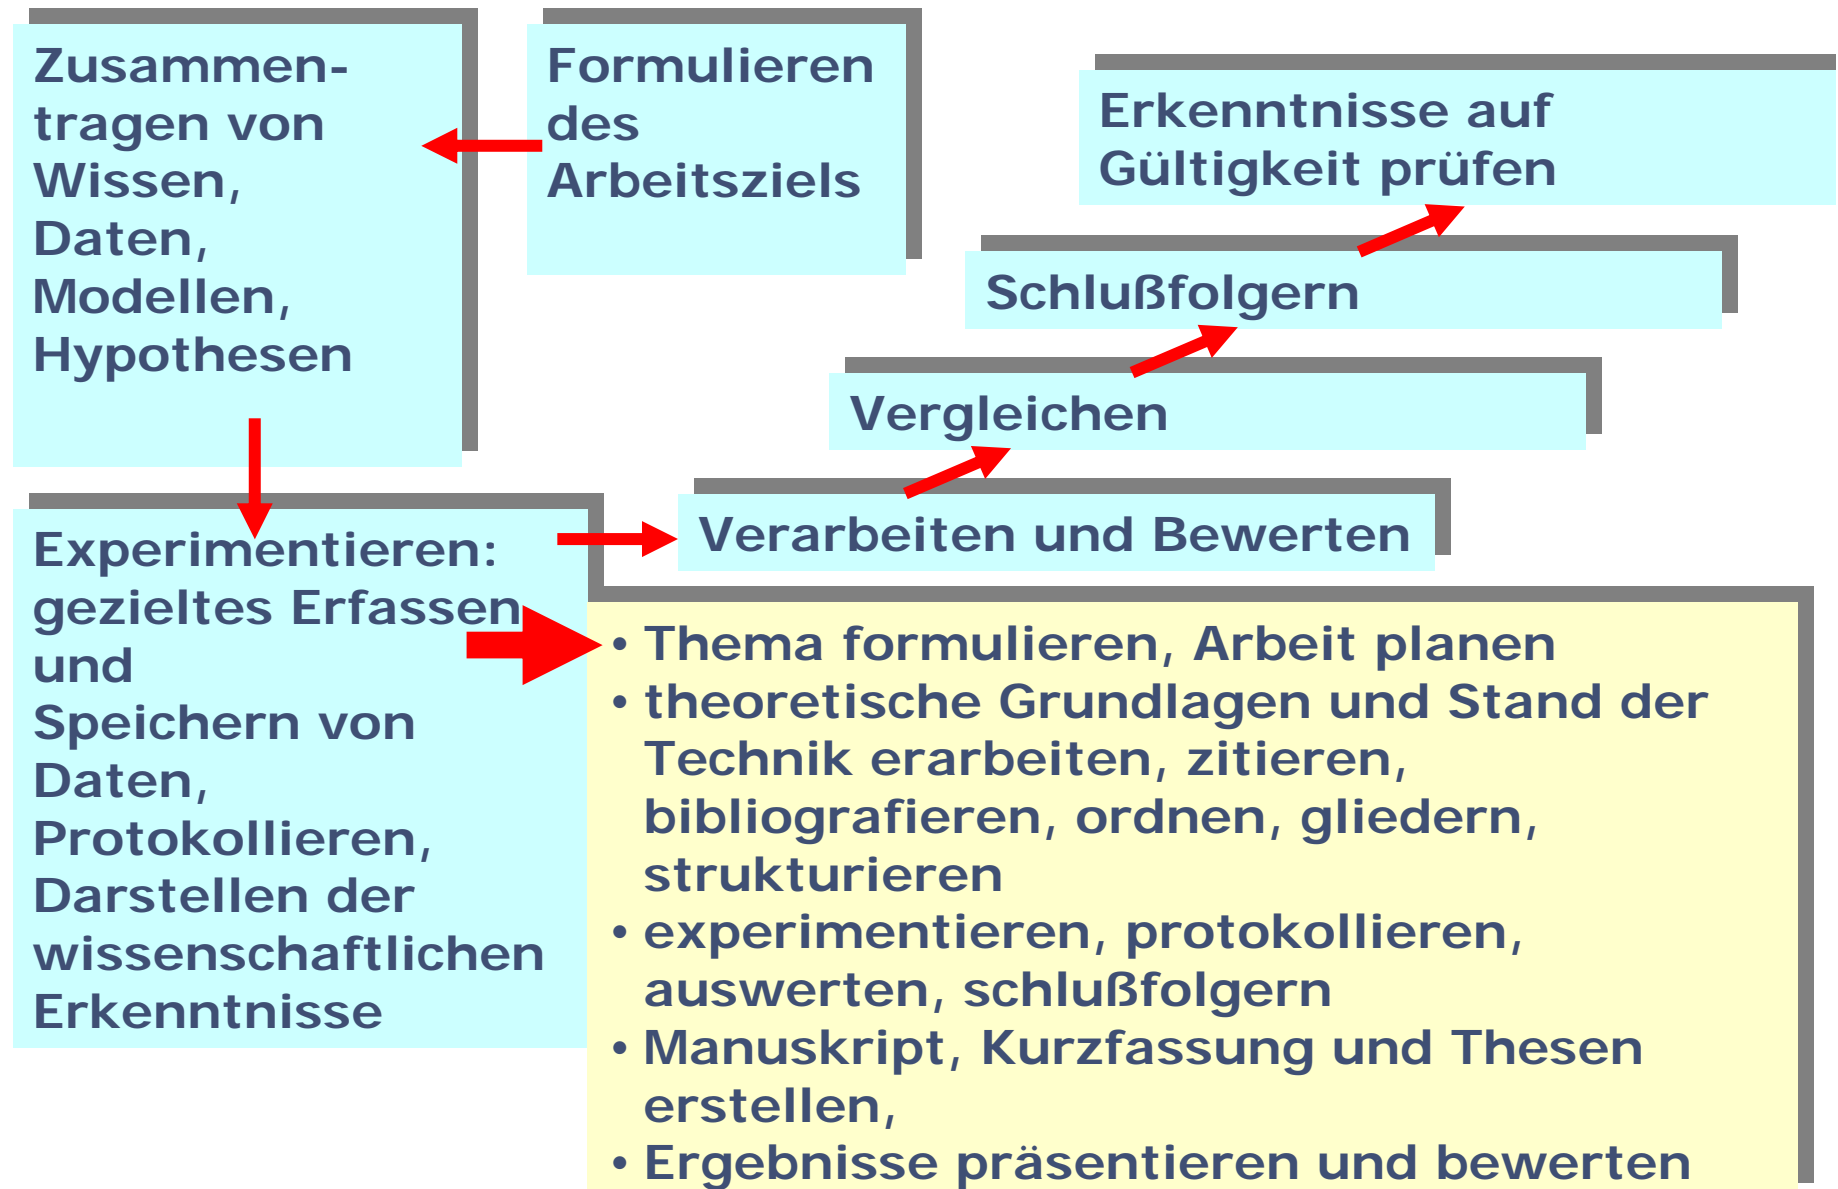 Zusammen-
tragen von
Wissen,
Daten,
Modellen,
Hypothesen
Formulieren
des
Arbeitsziels
Erkenntnisse auf
Gültigkeit prüfen
Schlußfolgern
Vergleichen
Verarbeiten und Bewerten
Experimentieren:
gezieltes Erfassen
und
Speichern von
Daten,
Protokollieren,
Darstellen der
wissenschaftlichen
Erkenntnisse
• Thema formulieren, Arbeit planen
• theoretische Grundlagen und Stand der
Technik erarbeiten, zitieren,
bibliografieren, ordnen, gliedern,
strukturieren
• experimentieren, protokollieren,
auswerten, schlußfolgern
• Manuskript, Kurzfassung und Thesen
erstellen,
• Ergebnisse präsentieren und bewerten